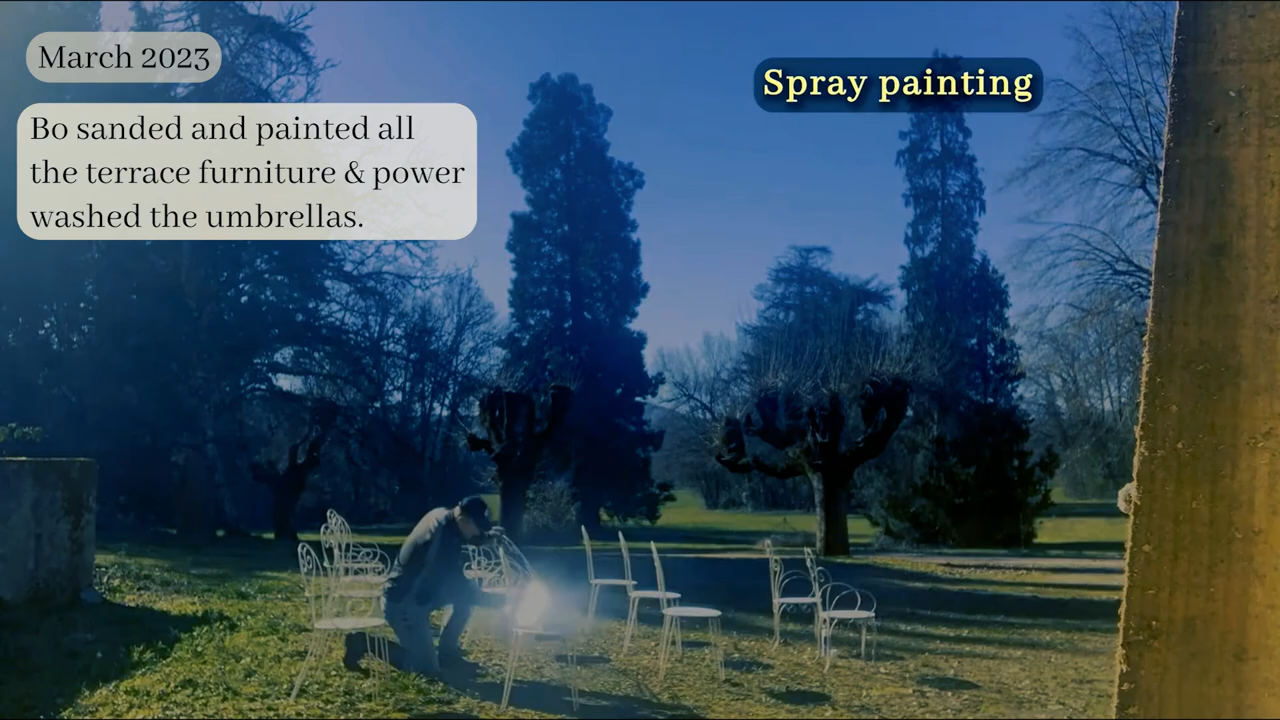 March 2023
Spray painting
Bo sanded and painted all
the terrace furniture & power
washed the umbrellas.